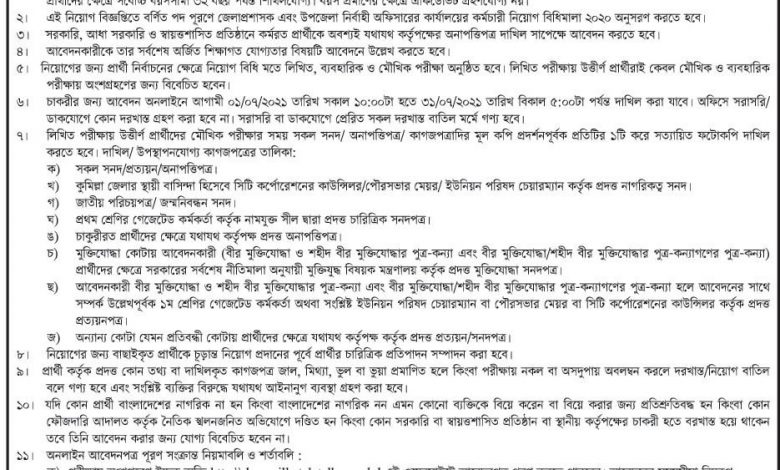 প্রার্থীদের ক্ষেত্রে সর্বোচ্চ বয়সসীমা ৩২ বছর পর্যন্ত শিথিলযোগ্য। বয়স প্রমাণের ক্ষেত্রে এফিডেভিট গ্রহণযোগ্য নয়।
২। এই নিয়োগ বিজ্ঞপ্তিতে বর্ণিত পদ পূরণে জেলাপ্রশাসক এবং উপজেলা নির্বাহী অফিসারের কার্যালয়ের কর্মচারী নিয়োগ বিধিমালা ২০২০ অনুসরণ করতে হবে।
৩। সরকারি, আধা সরকারি ও স্বায়ত্তশাসিত প্রতিষ্ঠানে কর্মরত প্রার্থীকে অবশ্যই যথাযথ কর্তৃপক্ষের অনাপত্তিপত্র দাখিল সাপেক্ষে আবেদন করতে হবে।
৪। আবেদনকারীকে তার সর্বশেষ অর্জিত শিক্ষাগত যোগ্যতার বিষয়টি আবেদনে উল্লেখ করতে হবে।
৫। নিয়োগের জন্য প্রার্থী নির্বাচনের ক্ষেত্রে নিয়োগ বিধি মতে লিখিত, ব্যবহারিক ও মৌখিক পরীক্ষা অনুষ্ঠিত হবে। লিখিত পরীক্ষায় উত্তীর্ণ প্রার্থীরাই কেবল মৌখিক ও ব্যবহারিক
পরীক্ষায় অংশগ্রহণের জন্য বিবেচিত হবেন।
৬। চাকরীর জন্য আবেদন অনলাইনে আগামী ০১/০৭/২০২১ তারিখ সকাল ১০:০০টা হতে ৩১/০৭/২০২১ তারিখ বিকাল ৫:০০টা পর্যন্ত দাখিল করা যাবে। অফিসে সরাসরি/
ডাকযোগে কোন দরখাস্ত গ্রহণ করা হবে না। সরাসরি বা ডাকযোগে প্রেরিত সকল দরখাস্ত বাতিল মর্মে গণ্য হবে।
৭। লিখিত পরীক্ষায় উত্তীর্ণ প্রার্থীদের মৌখিক পরীক্ষার সময় সকল সনদ/ অনাপত্তিপত্র/ কাগজপত্রাদির মূল কপি প্রদর্শনপূর্বক প্রতিটির ১টি করে সত্যায়িত ফটোকপি দাখিল
করতে হবে। দাখিল/ উপস্থাপনযোগ্য কাগজপত্রের তালিকা:
ক) সকল সনদ/প্রত্যয়ন/অনাপত্তিপত্র।
খ) কুমিল্লা জেলার স্থায়ী বাসিন্দা হিসেবে সিটি কর্পোরেশনের কাউন্সিলর/পৌরসভার মেয়র/ ইউনিয়ন পরিষদ চেয়ারম্যান কর্তৃক প্রদত্ত নাগরিকত্ব সনদ।
গ) জাতীয় পরিচয়পত্র/ জন্মনিবন্ধন সনদ।
ঘ) প্রথম শ্রেণির গেজেটেড কর্মকর্তা কর্তৃক নামযুক্ত সীল দ্বারা প্রদত্ত চারিত্রিক সনদপত্র।
ঙ) চাকুরীরত প্রার্থীদের ক্ষেত্রে যথাযথ কর্তৃপক্ষ প্রদত্ত অনাপত্তিপত্র।
চ) মুক্তিযোদ্ধা কোটায় আবেদনকারী (বীর মুক্তিযোদ্ধা ও শহীদ বীর মুক্তিযোদ্ধার পুত্র-কন্যা এবং বীর মুক্তিযোদ্ধা/শহীদ বীর মুক্তিযোদ্ধার পুত্র-কন্যাগণের পুত্র-কন্যা)
প্রার্থীদের ক্ষেত্রে সরকারের সর্বশেষ নীতিমালা অনুযায়ী মুক্তিযুদ্ধ বিষয়ক মন্ত্রণালয় কর্তৃক প্রদত্ত মুক্তিযোদ্ধা সনদপত্র।
ছ) আবেদনকারী বীর মুক্তিযোদ্ধা/ শহীদ বীর মুক্তিযোদ্ধার পুত্র-কন্যা এবং বীর মুক্তিযোদ্ধা/শহীদ বীর মুক্তিযোদ্ধার পুত্র-কন্যাগণের পুত্র-কন্যা হলে আবেদনের সাথে
সম্পর্ক উল্লেখপূর্বক ১ম শ্রেণির গেজেটেড কর্মকর্তা অথবা সংশ্লিষ্ট ইউনিয়ন পরিষদ চেয়ারম্যান বা পৌরসভার মেয়র বা সিটি কর্পোরেশনের কাউন্সিলর কর্তৃক প্রদত্ত
প্রত্যয়নপত্র।
জ) অন্যান্য কোটা যেমন প্রতিবন্ধী কোটায় প্রার্থীদের ক্ষেত্রে যথাযথ কর্তৃপক্ষ কর্তৃক প্রদত্ত প্রত্যয়ন/সনদপত্র।
৮। নিয়োগের জন্য বাছাইকৃত প্রার্থীকে চূড়ান্ত নিয়োগ প্রদানের পূর্বে প্রার্থীর চারিত্রিক প্রতিপাদন সম্পাদন করা হবে।
৯। প্রার্থী কর্তৃক প্রদত্ত কোন তথ্য বা দাখিলকৃত কাগজপত্র জাল, মিথ্যা, ভুল বা ভুয়া প্রমাণিত হলে কিংবা পরীক্ষায় নকল বা অসদুপায় অবলম্বন করলে দরখাস্ত/নিয়োগ বাতিল
বলে গণ্য হবে এবং সংশ্লিষ্ট ব্যক্তির বিরুদ্ধে যথাযথ আইনানুগ ব্যবস্থা গ্রহণ করা হবে।
১০। যদি কোন প্রার্থী বাংলাদেশের নাগরিক না হন কিংবা বাংলাদেশের নাগরিক নন এমন কোনো ব্যক্তিকে বিয়ে করেন বা বিয়ে করার জন্য প্রতিশ্রুতিবদ্ধ হন কিংবা কোন
ফৌজদারি আদালত কর্তৃক নৈতিক স্খলনজনিত অভিযোগে দন্ডিত হন কিংবা কোন সরকারি বা স্বায়ত্তশাসিত প্রতিষ্ঠান বা স্থানীয় কর্তৃপক্ষের চাকরী হতে বরখাস্ত হয়ে থাকেন
তবে তিনি আবেদন করার জন্য যোগ্য বিবেচিত হবেন না।
১১। অনলাইন আবেদনপত্র পূরণ সংক্রান্ত নিয়মাবলি ও শর্তাবলি :